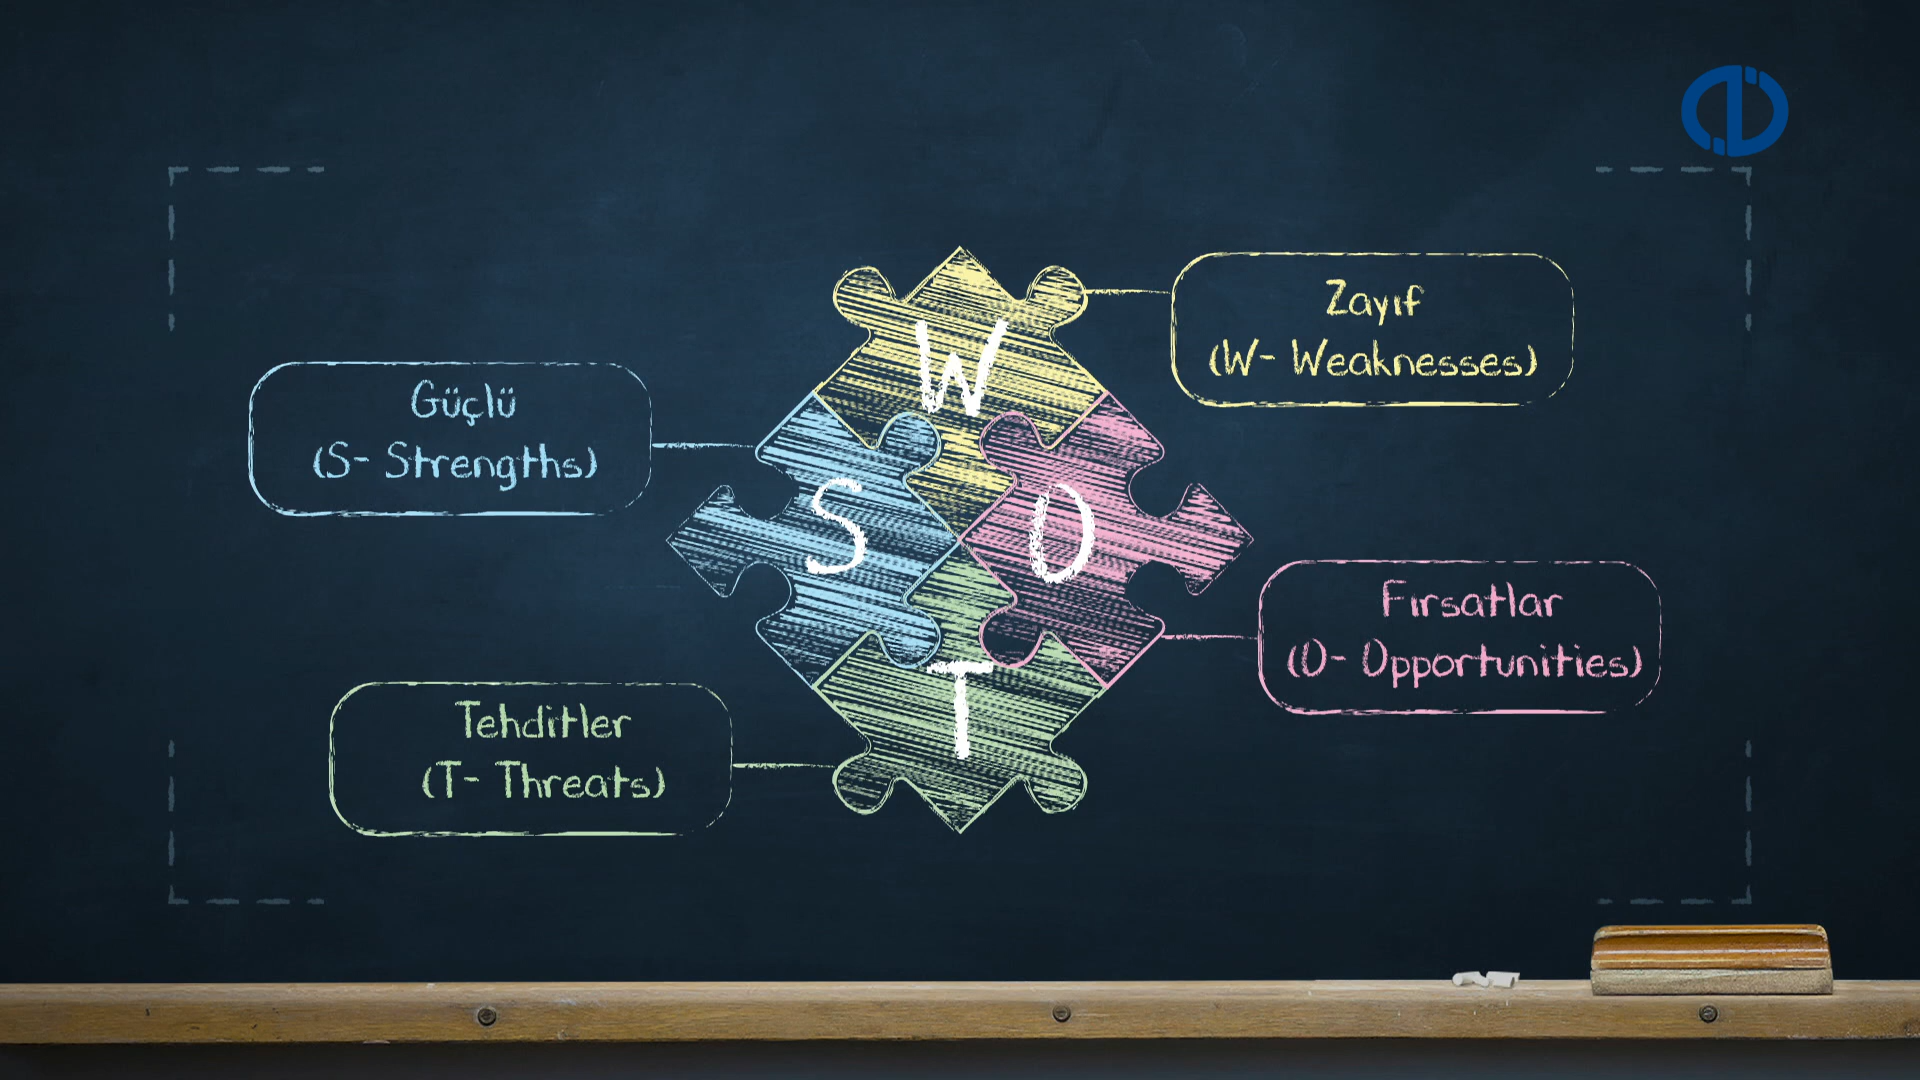 Zayıf
(W- Weaknesses)
Güçlü
(S- Strengths)
W
S
O
T
Fırsatlar
(O- Opportunities)
Tehditler
(T- Threats)